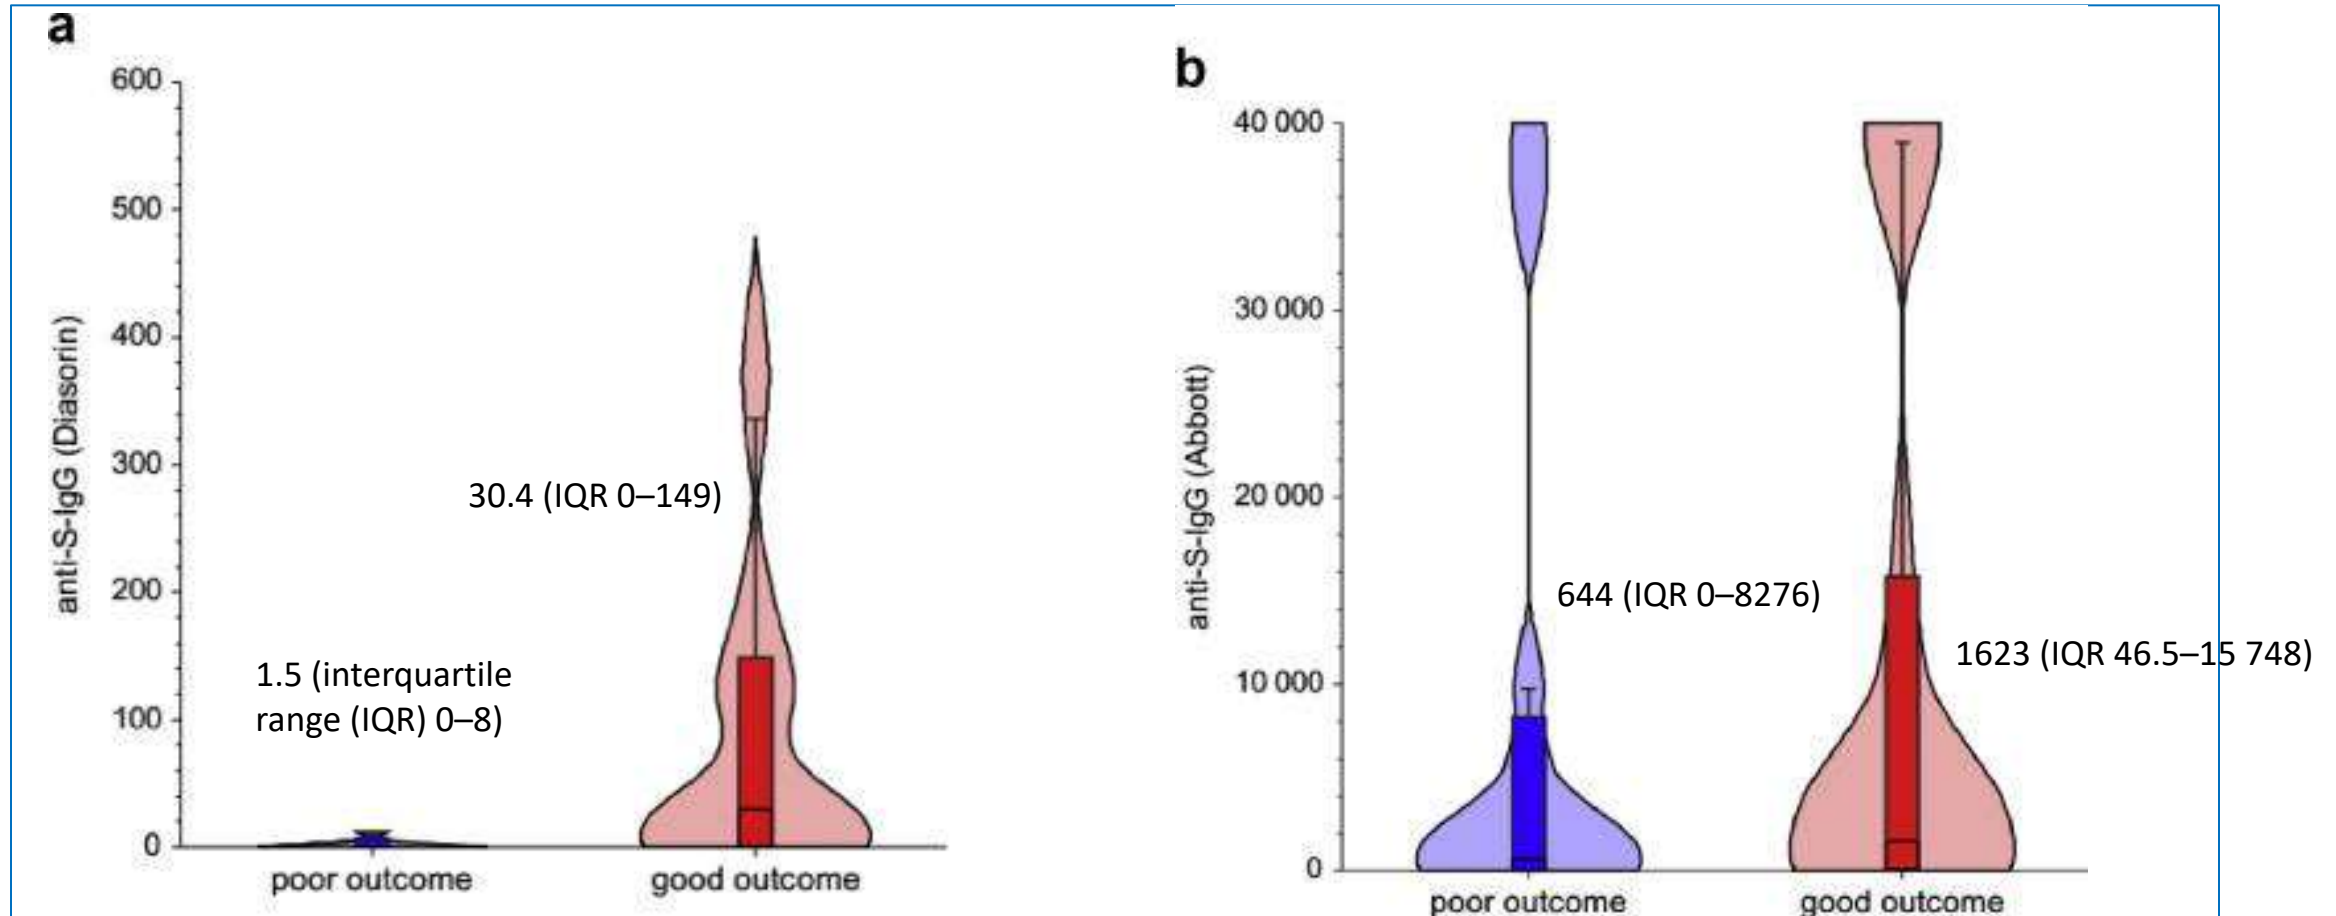 a
600
500
400
300
200
100
0
anti-S-IgG (Diasorin)
30.4 (IQR 0–149)
1.5 (interquartile
range (IQR) 0–8)
poor outcome
good outcome
b
40 000
30 000
20 000
10 000
0
anti-S-IgG (Abbott)
644 (IQR 0–8276)
1623 (IQR 46.5–15 748)
poor outcome
good outcome